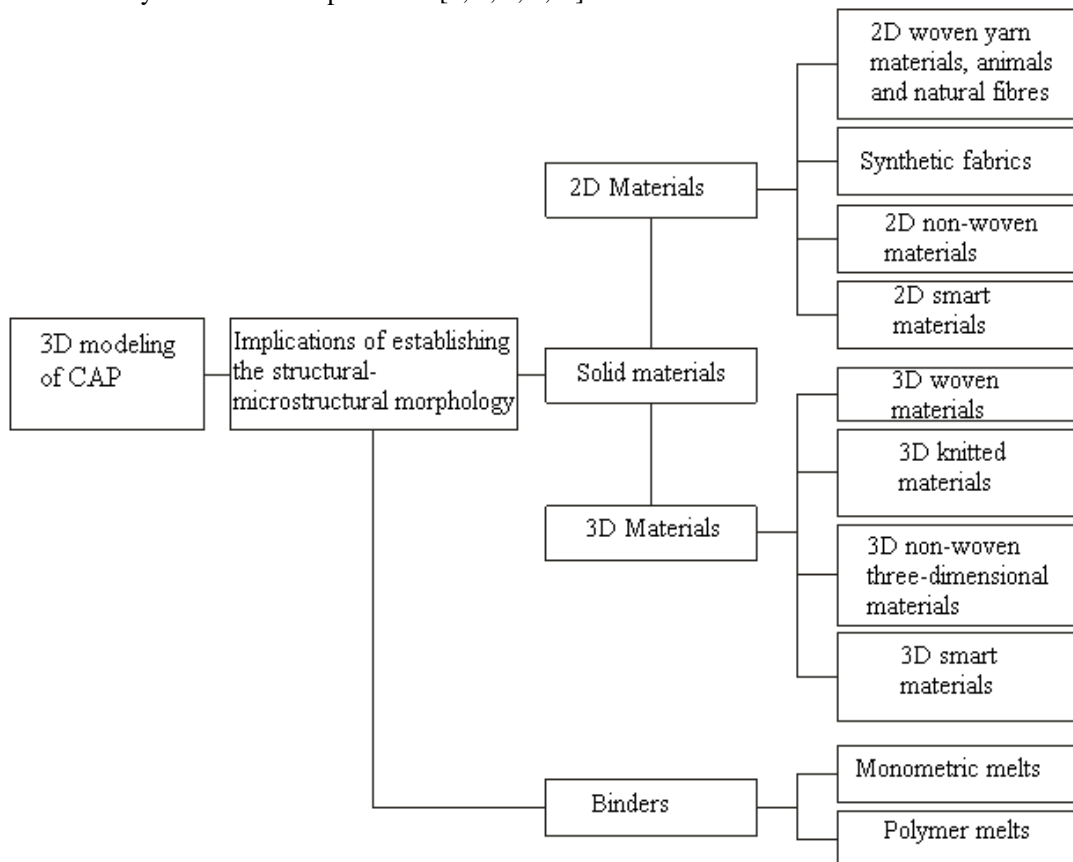 2D woven yarn
materials, animals
and natural fibres
Synthetic fabrics
2D Materials
2D non-woven
materials
2D smart
materials
3D modeling
of CAP
Implications of establishing
the structural-
microstructural morphology
Solid materials
3D woven
materials
3D knitted
materials
3D Materials
3D non-woven
three-dimensional
materials
3D smart
materials
Monometric melts
Binders
Polymer melts